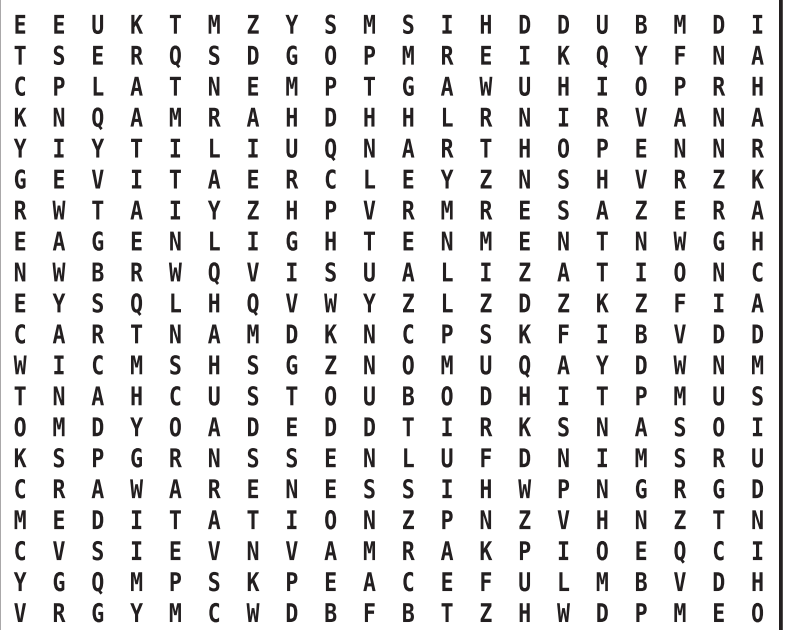 E E U K T M Z Y S M S I H D D U B M D I
T S E R Q S D G O P M R E I K Q Y F N A
C P L A T N E M P T G A W U H I O P R H
K N Q A M R A H D H H L R N I R V A N A
Y I Y T I L I U Q N A R T H O P E N N R
G E V I T A E R C L E Y Z N S H V R Z K
R W T A I Y Z H P V R M R E S A Z E R A
E A G E N L I G H T E N M E N T N W G H
N W B R W Q V I S U A L I Z A T I O N C
E Y S Q L H Q V W Y Z L Z D Z K Z F I A
C A R T N A M D K N C P S K F I B V D D
W I C M S H S G Z N O M U Q A Y D W N M
T N A H C U S T O U B O D H I T P M U S
O M D Y O A D E D D T I R K S N A S O I
K S P G R N S S E N L U F D N I M S R U
C R A W A R E N E S S I H W P N G R G D
M E D I T A T I O N Z P N Z V H N Z T N
C V S I E V N V A M R A K P I O E Q C I
Y G Q M P S K P E A C E F U L M B V D H
V R G Y M C W D B F B T Z H W D P M E O